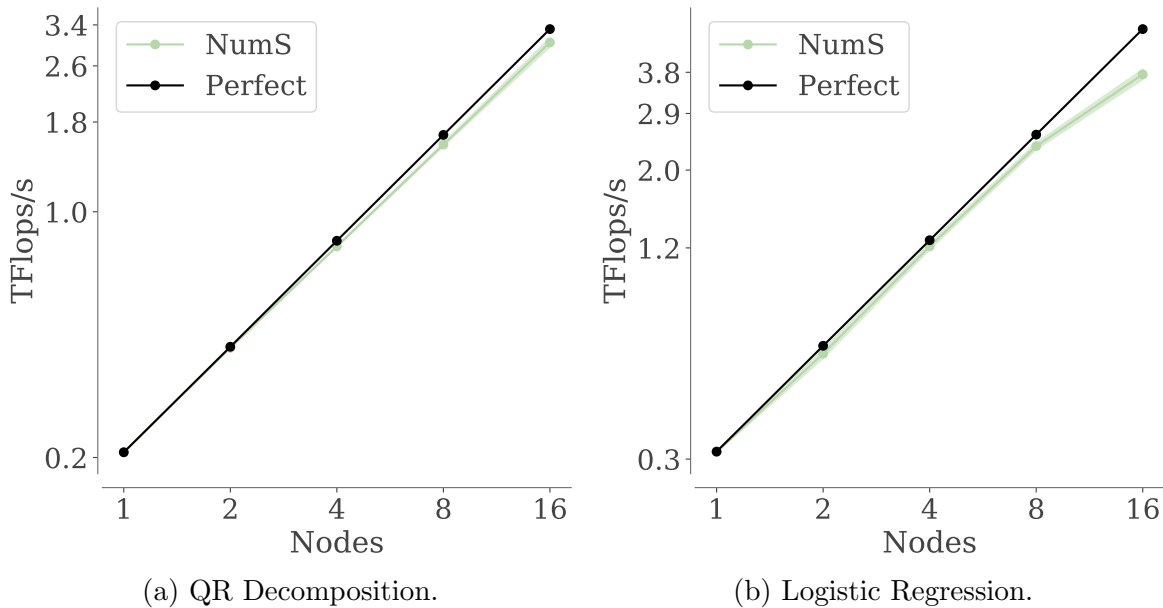 3.4
2.6
1.8
1.0
0.2
TFlops/s
NumS
Perfect
1 2 4 8 16
Nodes
(a) QR Decomposition.
3.8
2.9
2.0
1.2
0.3
TFlops/s
NumS
Perfect
1 2 4 8 16
Nodes
(b) Logistic Regression.